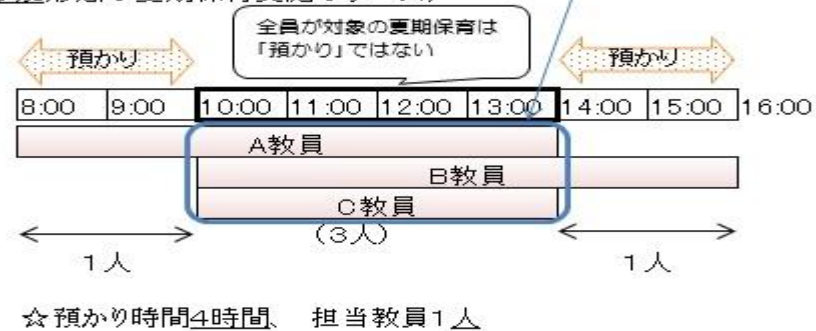 全員が対象の夏期保育は
「預かり」ではない
預かり
預かり
8:00 9:00 10:00 11:00 12:00 13:00 14:00 15:00 16:00
A教員
B教員
C教員
(3人)
1人
1人
☆預かり時間4時間、 担当教員1人